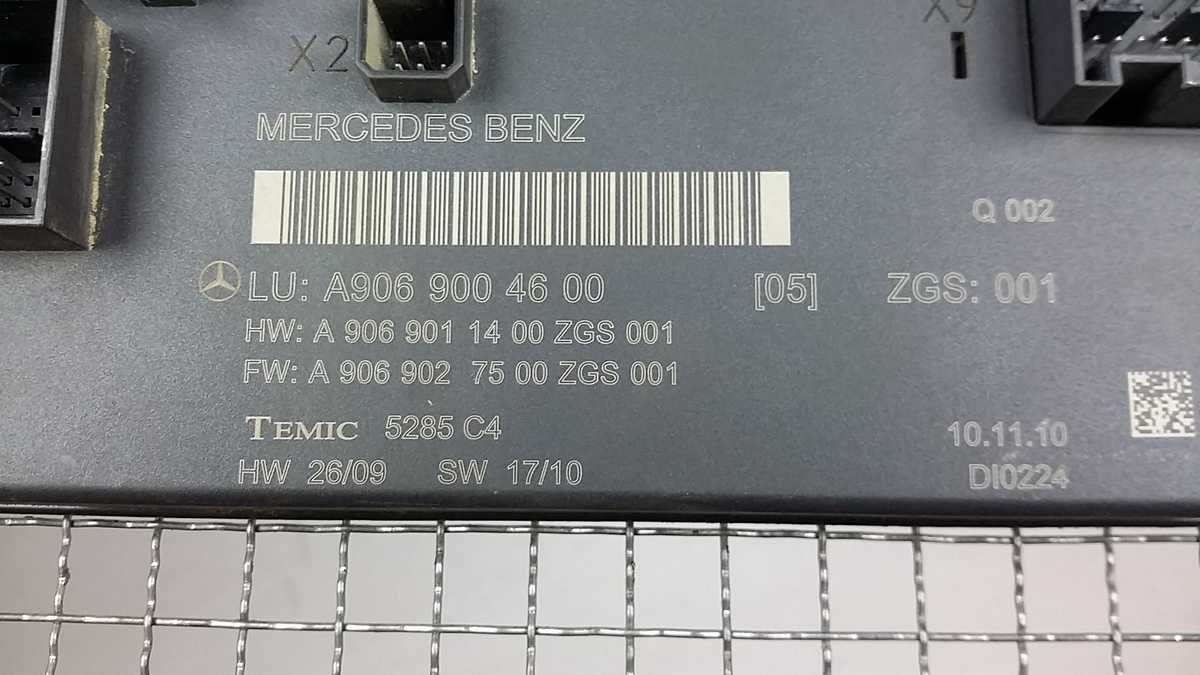 X2
X9
MERCEDES BENZ
Q 002
LU: A906 900 4600 [05] ZGS: 001
HW: A 906 901 14 00 ZGS 001
FW: A 906 902 75 00 ZGS 001
TEMIC 5285 C4 10.11.10
HW 26/09 SW 17/10 DI0224